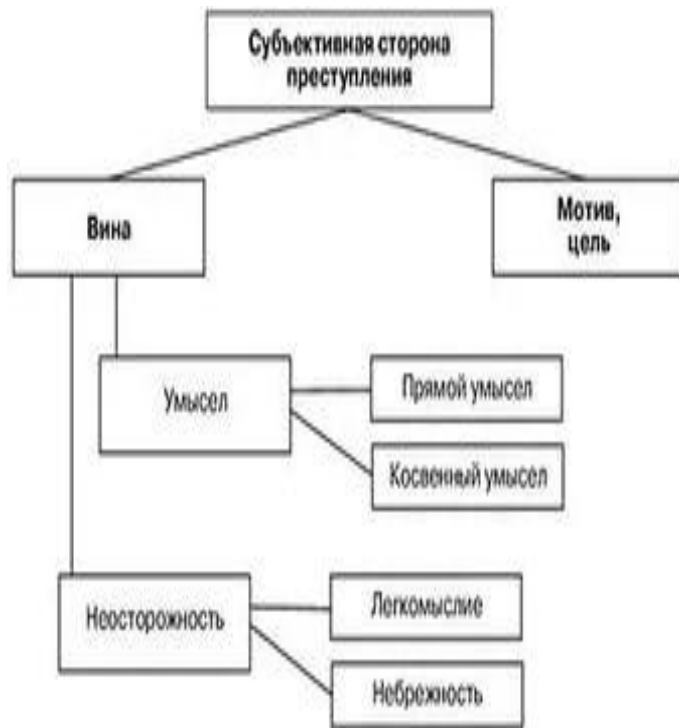 Субъективная сторона
преступления
Вина
Мотив,
цель
Умысел
Прямой умысел
Косвенный умысел
Неосторожность
Легкомыслие
Небрежность